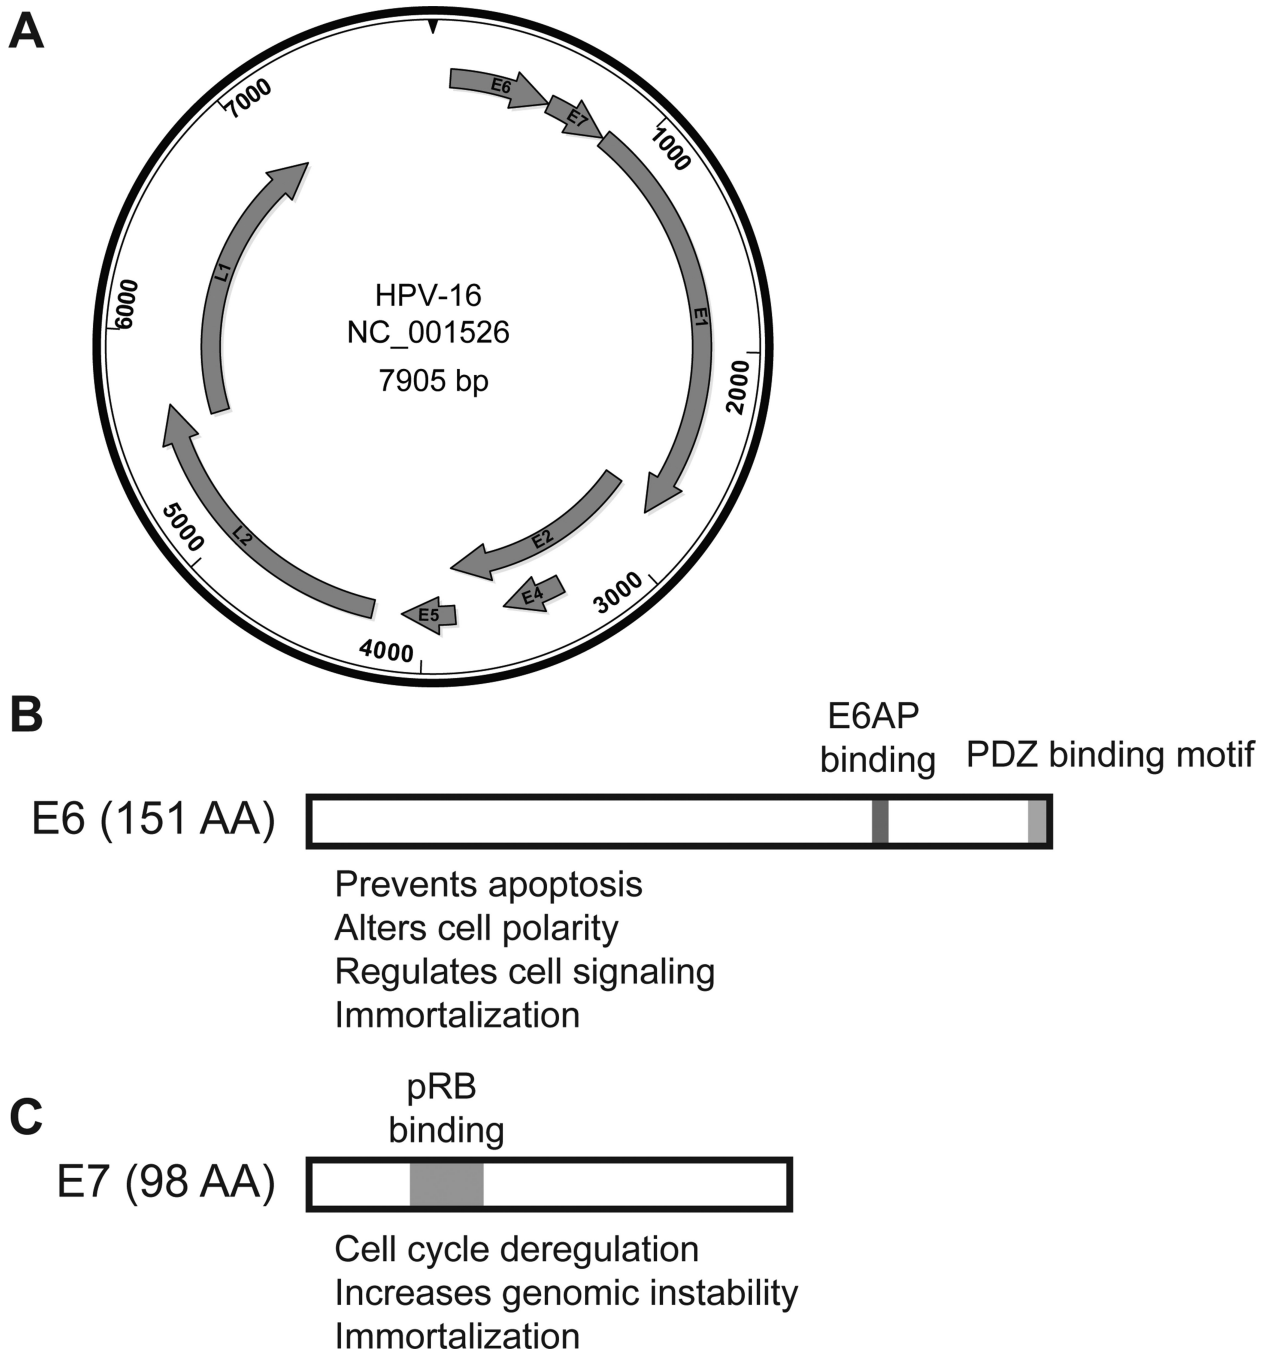 A
7000
E6
E7
1000
L1
6000
HPV-16
NC_001526
7905 bp
E1
2000
5000
L2
E2
E4
3000
E5
4000
B
E6AP
binding
PDZ binding motif
E6 (151 AA)
Prevents apoptosis
Alters cell polarity
Regulates cell signaling
Immortalization
C
pRB
binding
E7 (98 AA)
Cell cycle deregulation
Increases genomic instability
Immortalization